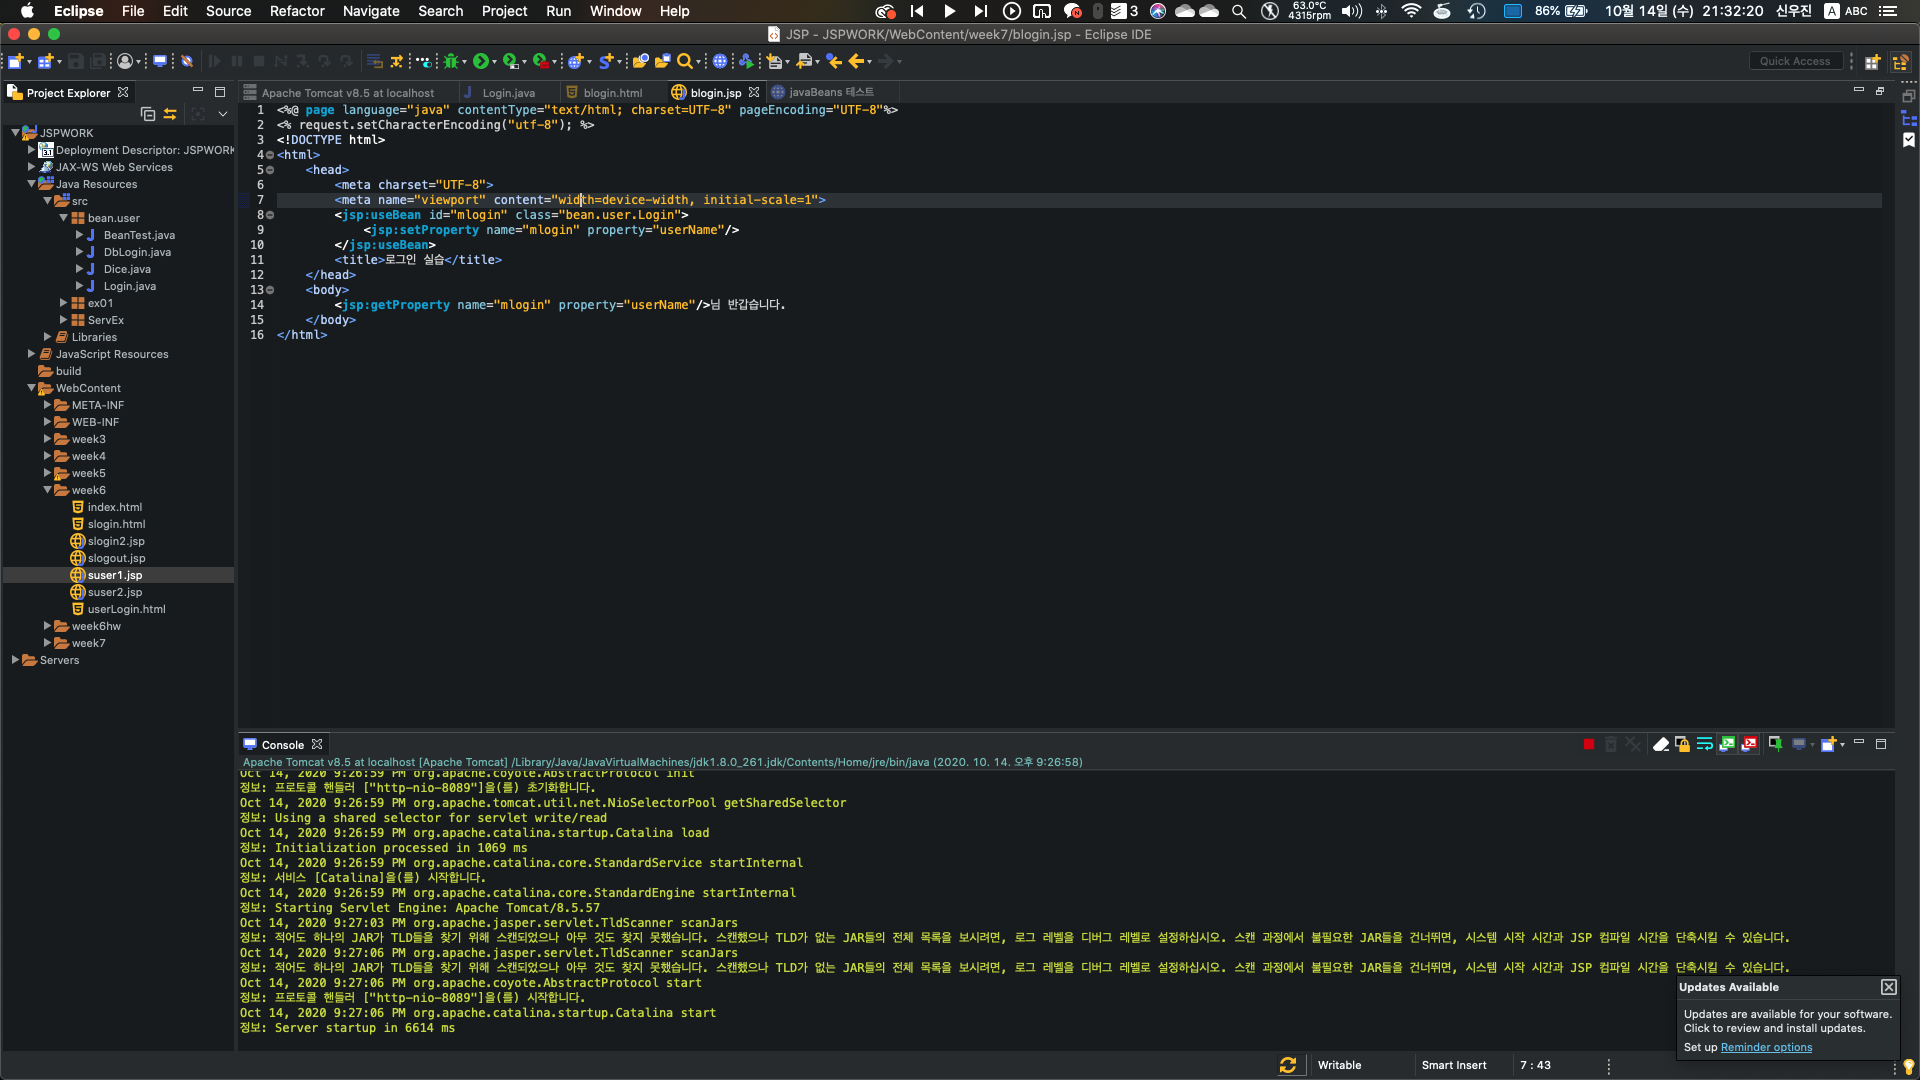 Eclipse File Edit Source Refactor Navigate Search Project Run Window Help
3
63.0°C
4315rpm
86%
10월 14일 (수) 21:32:20 신우진 A ABC
JSP - JSPWORK/WebContent/week7/blogin.jsp - Eclipse IDE
Quick Access
Project Explorer
Apache Tomcat v8.5 at localhost
Login.java
blogin.html
blogin.jsp
javaBeans 테스트
JSPWORK
Deployment Descriptor: JSPWORK
JAX-WS Web Services
Java Resources
src
bean.user
BeanTest.java
DbLogin.java
Dice.java
Login.java
ex01
ServEx
Libraries
JavaScript Resources
build
WebContent
META-INF
WEB-INF
week3
week4
week5
week6
index.html
slogin.html
slogin2.jsp
slogout.jsp
suser1.jsp
suser2.jsp
userLogin.html
week6hw
week7
Servers
1 <%@ page language="java" contentType="text/html; charset=UTF-8" pageEncoding="UTF-8"%>
2 <% request.setCharacterEncoding("utf-8"); %>
3 <!DOCTYPE html>
4 <html>
5 <head>
6 <meta charset="UTF-8">
7 <meta name="viewport" content="width=device-width, initial-scale=1">
8 <jsp:useBean id="mlogin" class="bean.user.Login">
9 <jsp:setProperty name="mlogin" property="userName"/>
10 </jsp:useBean>
11 <title>로그인 실습</title>
12 </head>
13 <body>
14 <jsp:getProperty name="mlogin" property="userName"/>님 반갑습니다.
15 </body>
16 </html>
Console
Apache Tomcat v8.5 at localhost [Apache Tomcat] /Library/Java/JavaVirtualMachines/jdk1.8.0_261.jdk/Contents/Home/jre/bin/java (2020. 10. 14. 오후 9:26:58)
Oct 14, 2020 9:26:59 PM org.apache.coyote.AbstractProtocol init
정보: 프로토콜 핸들러 ["http-nio-8089"]을(를) 초기화합니다.
Oct 14, 2020 9:26:59 PM org.apache.tomcat.util.net.NioSelectorPool getSharedSelector
정보: Using a shared selector for servlet write/read
Oct 14, 2020 9:26:59 PM org.apache.catalina.startup.Catalina load
정보: Initialization processed in 1069 ms
Oct 14, 2020 9:26:59 PM org.apache.catalina.core.StandardService startInternal
정보: 서비스 [Catalina]을(를) 시작합니다.
Oct 14, 2020 9:26:59 PM org.apache.catalina.core.StandardEngine startInternal
정보: Starting Servlet Engine: Apache Tomcat/8.5.57
Oct 14, 2020 9:27:03 PM org.apache.jasper.servlet.TldScanner scanJars
정보: 적어도 하나의 JAR가 TLD들을 찾기 위해 스캔되었으나 아무 것도 찾지 못했습니다. 스캔했으나 TLD가 없는 JAR들의 전체 목록을 보시려면, 로그 레벨을 디버그 레벨로 설정하십시오. 스캔 과정에서 불필요한 JAR들을 건너뛰면, 시스템 시작 시간과 JSP 컴파일 시간을 단축시킬 수 있습니다.
Oct 14, 2020 9:27:06 PM org.apache.jasper.servlet.TldScanner scanJars
정보: 적어도 하나의 JAR가 TLD들을 찾기 위해 스캔되었으나 아무 것도 찾지 못했습니다. 스캔했으나 TLD가 없는 JAR들의 전체 목록을 보시려면, 로그 레벨을 디버그 레벨로 설정하십시오. 스캔 과정에서 불필요한 JAR들을 건너뛰면, 시스템 시작 시간과 JSP 컴파일 시간을 단축시킬 수 있습니다.
Oct 14, 2020 9:27:06 PM org.apache.coyote.AbstractProtocol start
정보: 프로토콜 핸들러 ["http-nio-8089"]을(를) 시작합니다.
Oct 14, 2020 9:27:06 PM org.apache.catalina.startup.Catalina start
정보: Server startup in 6614 ms
Updates Available
Updates are available for your software.
Click to review and install updates.
Set up Reminder options
Writable
Smart Insert
7 : 43